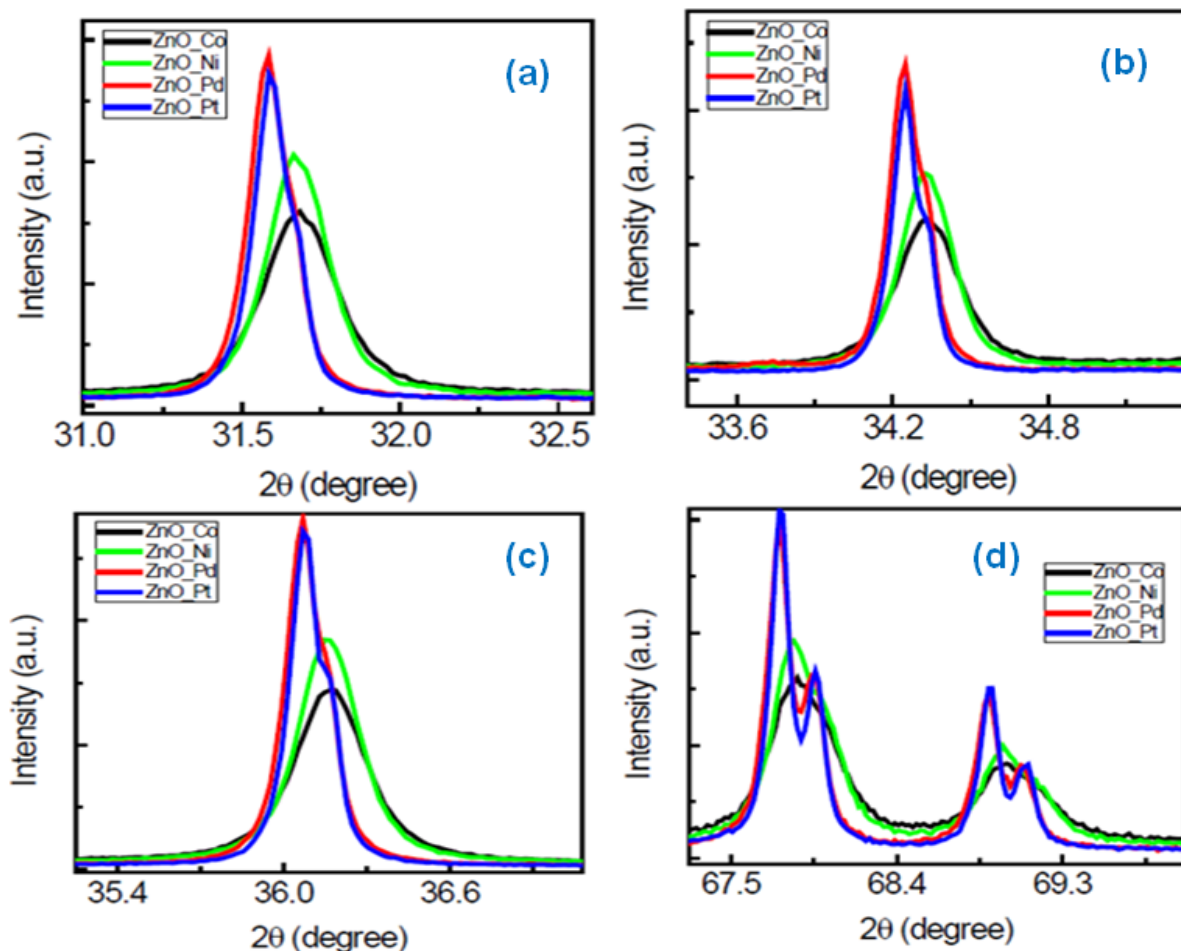 ZnO_Co
ZnO_Ni
ZnO_Pd
ZnO_Pt
(a)
Intensity (a.u.)
31.0 31.5 32.0 32.5
2θ (degree)
ZnO_Co
ZnO_Ni
ZnO_Pd
ZnO_Pt
(b)
Intensity (a.u.)
33.6 34.2 34.8
2θ (degree)
ZnO_Co
ZnO_Ni
ZnO_Pd
ZnO_Pt
(c)
Intensity (a.u.)
35.4 36.0 36.6
2θ (degree)
(d)
ZnO_Co
ZnO_Ni
ZnO_Pd
ZnO_Pt
Intensity (a.u.)
67.5 68.4 69.3
2θ (degree)